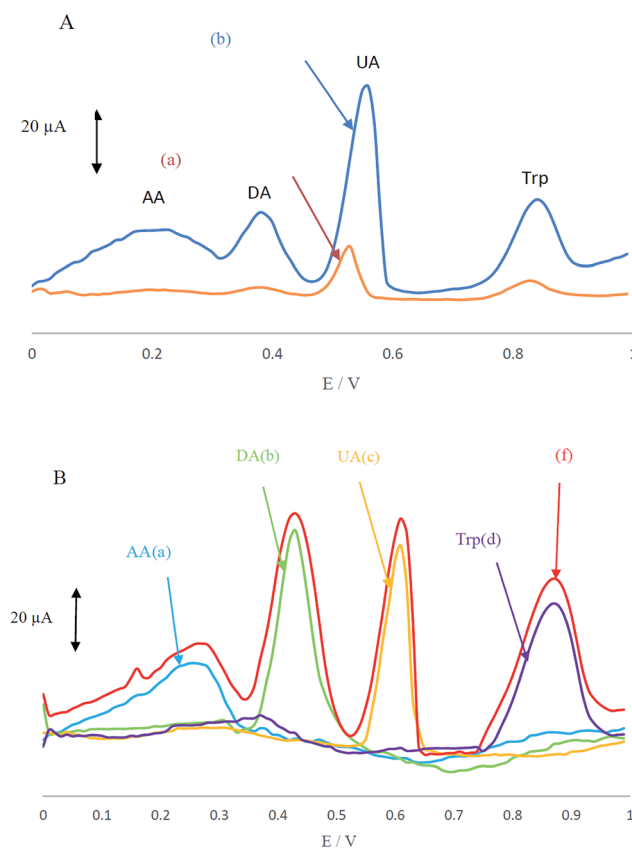 A
(b)
UA
20 µA
(a)
AA
DA
Trp
0 0.2 0.4 0.6 0.8 1
E / V
B
DA(b)
UA(c)
(f)
AA(a)
Trp(d)
20 µA
0 0.1 0.2 0.3 0.4 0.5 0.6 0.7 0.8 0.9 1
E / V